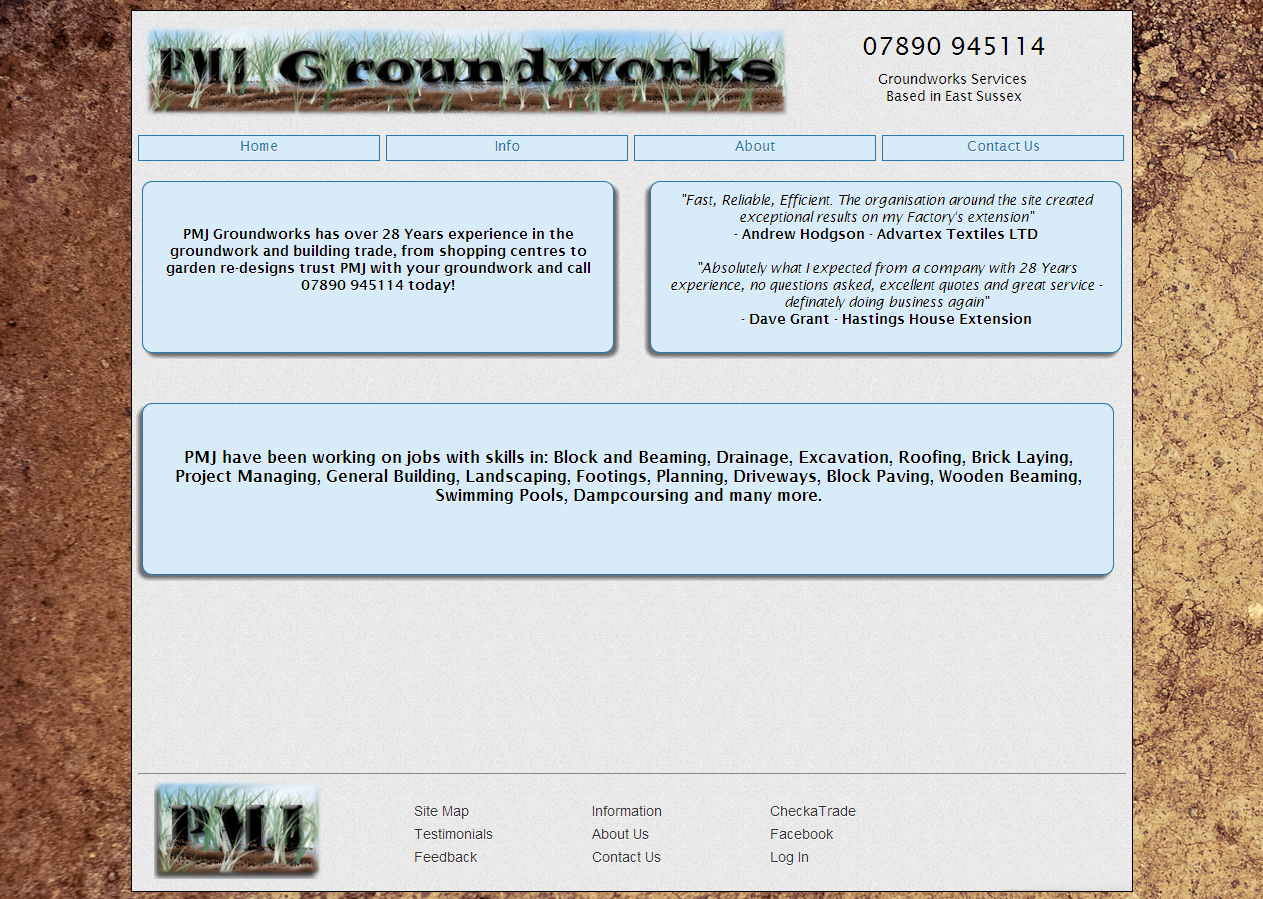 PMJ Groundworks
07890 945114
Groundworks Services
Based in East Sussex
Home
Info
About
Contact Us
PMJ Groundworks has over 28 Years experience in the
groundwork and building trade, from shopping centres to
garden re-designs trust PMJ with your groundwork and call
07890 945114 today!
"Fast, Reliable, Efficient. The organisation around the site created
exceptional results on my Factory's extension"
- Andrew Hodgson - Advartex Textiles LTD
"Absolutely what I expected from a company with 28 Years
experience, no questions asked, excellent quotes and great service -
definately doing business again"
- Dave Grant - Hastings House Extension
PMJ have been working on jobs with skills in: Block and Beaming, Drainage, Excavation, Roofing, Brick Laying,
Project Managing, General Building, Landscaping, Footings, Planning, Driveways, Block Paving, Wooden Beaming,
Swimming Pools, Dampcoursing and many more.
PMJ
Site Map
Testimonials
Feedback
Information
About Us
Contact Us
CheckaTrade
Facebook
Log In